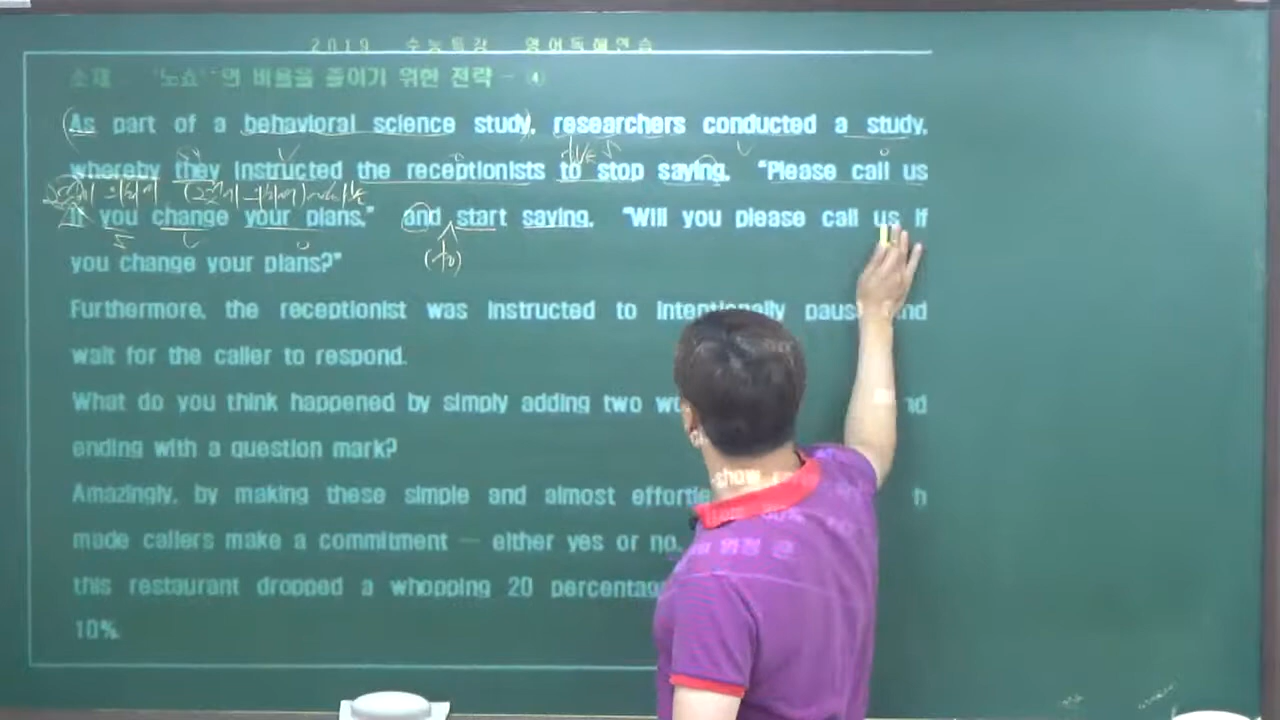 2019 수능특강 영어독해연습
소재 - "노쇼"의 비율을 줄이기 위한 전략 - ④
(As part of a behavioral science study), researchers conducted a study,
whereby they instructed the receptionists to stop saying, "Please call us
if you change your plans," and start saying, "Will you please call us if
(to)
you change your plans?"
Furthermore, the receptionist was instructed to intentionally pause and
wait for the caller to respond.
What do you think happened by simply adding two
ending with a question mark?
Amazingly, by making these simple and almost
made callers make a commitment — either yes or no,
this restaurant dropped a whopping 20
10%.